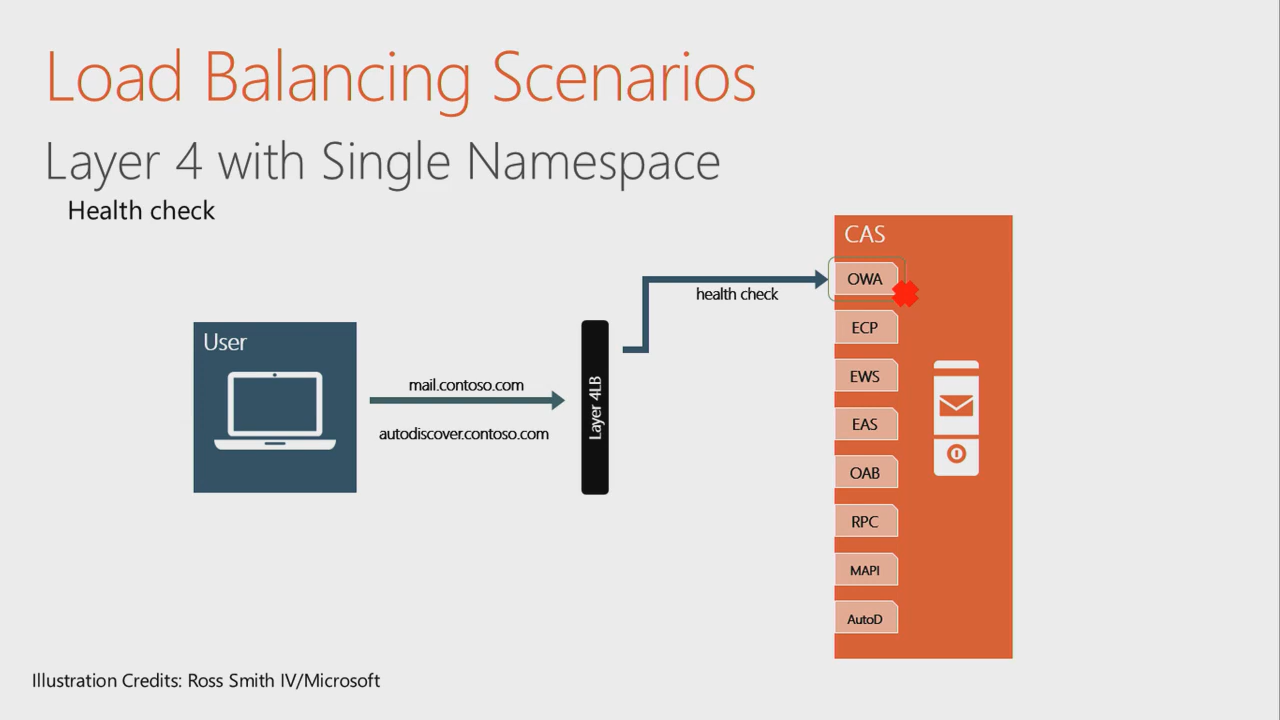 Load Balancing Scenarios
Layer 4 with Single Namespace
Health check
CAS
OWA
health check
ECP
User
EWS
mail.contoso.com
Layer 4LB
EAS
autodiscover.contoso.com
OAB
RPC
MAPI
AutoD
Illustration Credits: Ross Smith IV/Microsoft